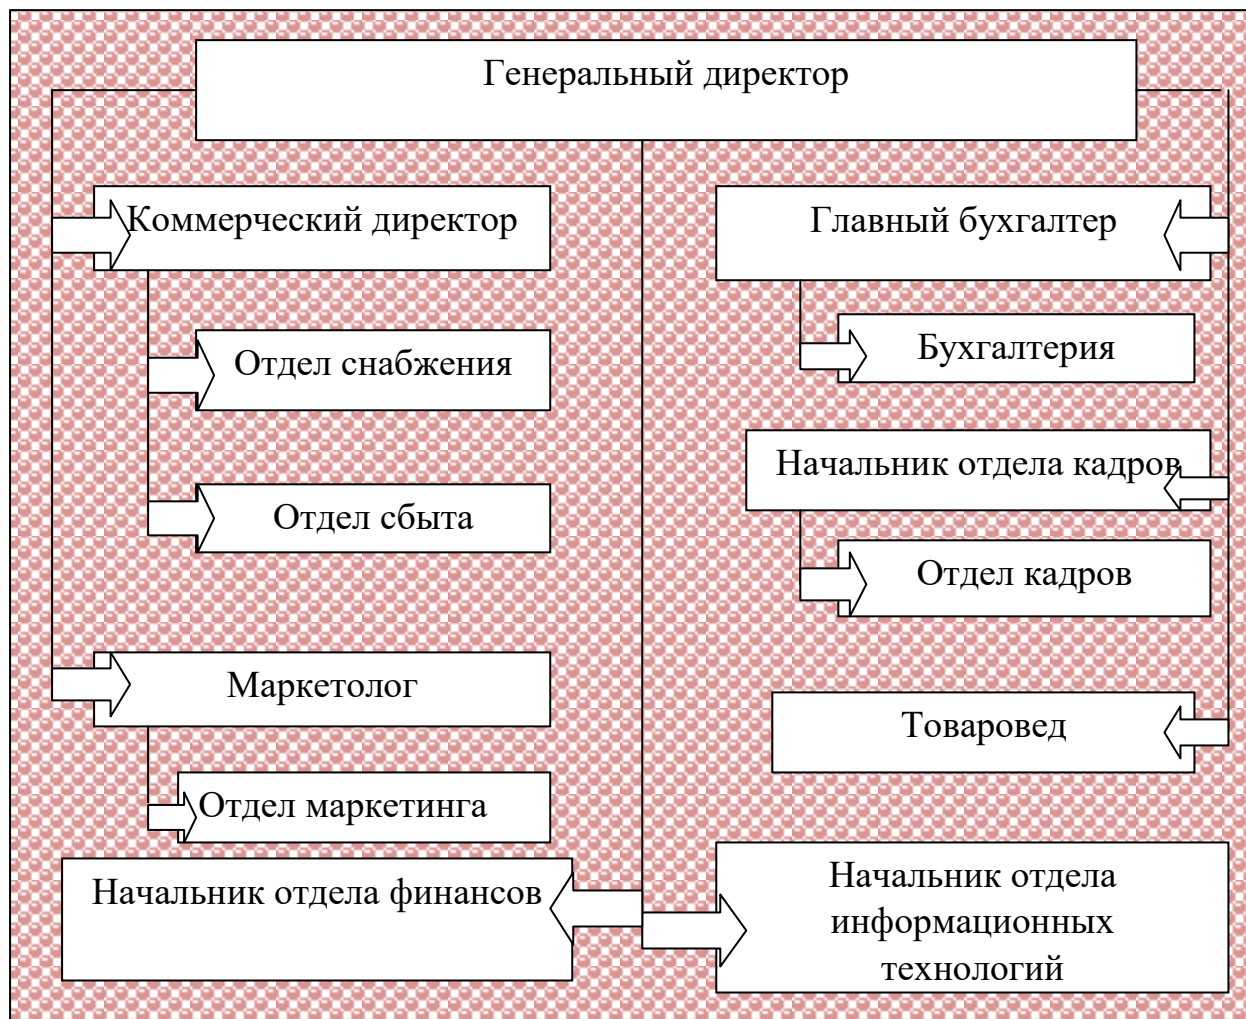 Генеральный директор
Коммерческий директор
Главный бухгалтер
Отдел снабжения
Бухгалтерия
Начальник отдела кадров
Отдел сбыта
Отдел кадров
Маркетолог
Товаровед
Отдел маркетинга
Начальник отдела финансов
Начальник отдела
информационных
технологий